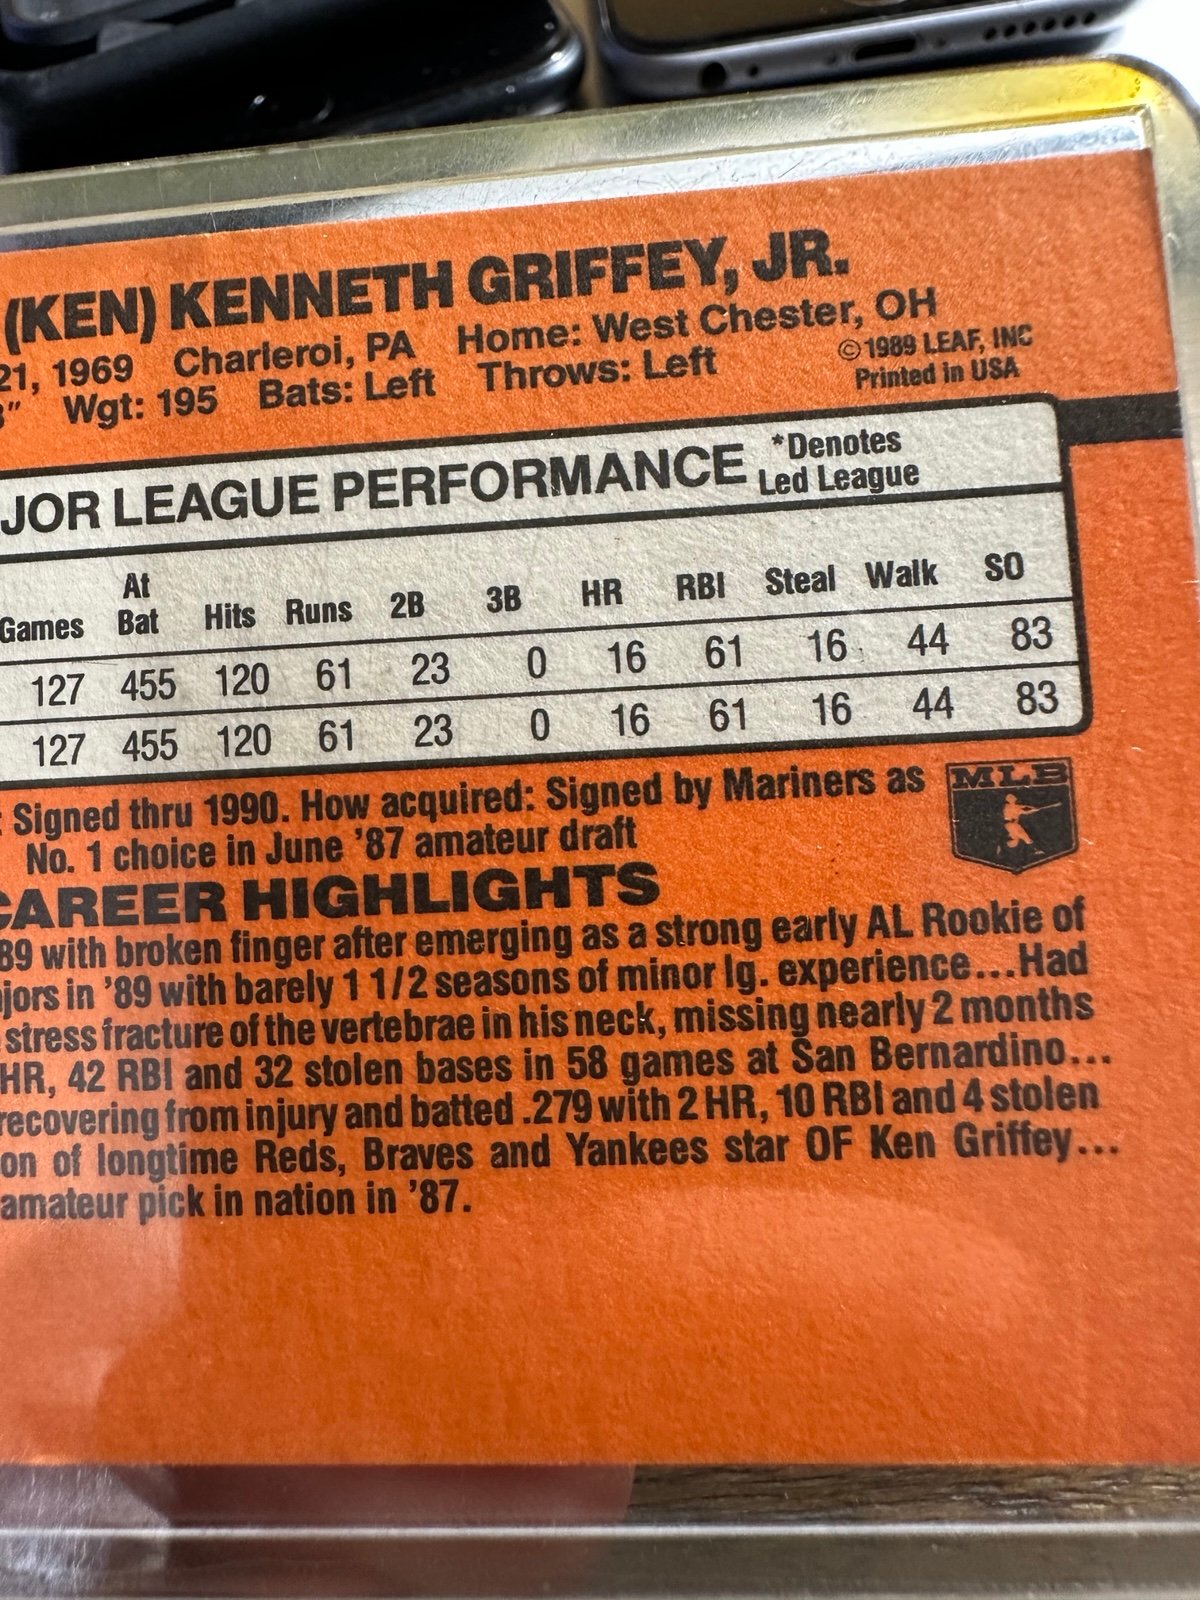 (KEN) KENNETH GRIFFEY, JR.
21, 1969 Charleroi, PA Home: West Chester, OH
" Wgt: 195 Bats: Left Throws: Left
©1989 LEAF, INC
Printed in USA
JOR LEAGUE PERFORMANCE *Denotes
Led League
Games At Bat Hits Runs 2B 3B HR RBI Steal Walk SO
127 455 120 61 23 0 16 61 16 44 83
127 455 120 61 23 0 16 61 16 44 83
: Signed thru 1990. How acquired: Signed by Mariners as
No. 1 choice in June '87 amateur draft
MLB
CAREER HIGHLIGHTS
89 with broken finger after emerging as a strong early AL Rookie of
jors in '89 with barely 1 1/2 seasons of minor lg. experience...Had
stress fracture of the vertebrae in his neck, missing nearly 2 months
HR, 42 RBI and 32 stolen bases in 58 games at San Bernardino...
recovering from injury and batted .279 with 2 HR, 10 RBI and 4 stolen
on of longtime Reds, Braves and Yankees star OF Ken Griffey...
amateur pick in nation in '87.